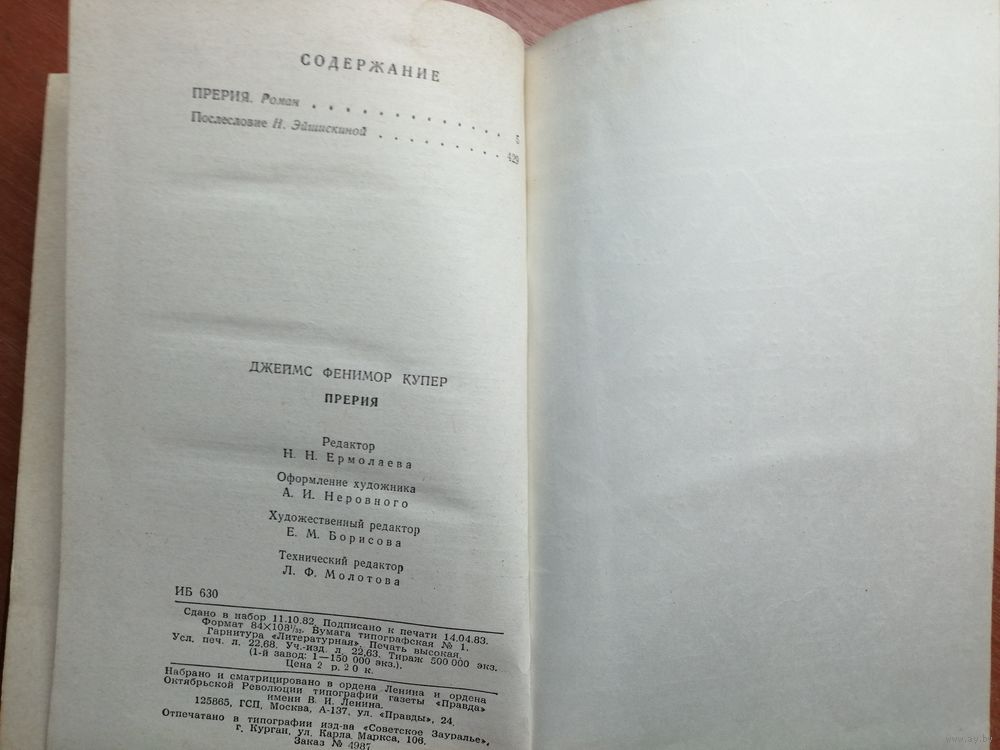 СОДЕРЖАНИЕ
ПРЕРИЯ. Роман . . . . . . . . . . . . . 5
Послесловие Н. Эйшискиной . . . . . . . . . 429
ДЖЕЙМС ФЕНИМОР КУПЕР
ПРЕРИЯ
Редактор
Н. Н. Ермолаева
Оформление художника
А. И. Неровного
Художественный редактор
Е. М. Борисова
Технический редактор
Л. Ф. Молотова
ИБ 630
Сдано в набор 11.10.82. Подписано к печати 14.04.83.
Формат 84×108¹/₃₂. Бумага типографская № 1.
Гарнитура «Литературная». Печать высокая.
Усл. печ. л. 22,68. Уч.-изд. л. 22,63. Тираж 500 000 экз.
(1-й завод: 1—150 000 экз.).
Цена 2 р. 20 к.
Набрано и сматрицировано в ордена Ленина и ордена
Октябрьской Революции типографии газеты «Правда»
имени В. И. Ленина.
125865, ГСП, Москва, А-137, ул. «Правды», 24.
Отпечатано в типографии изд-ва «Советское Зауралье»,
г. Курган, ул. Карла Маркса, 106.
Заказ № 4987.
www.ay.by